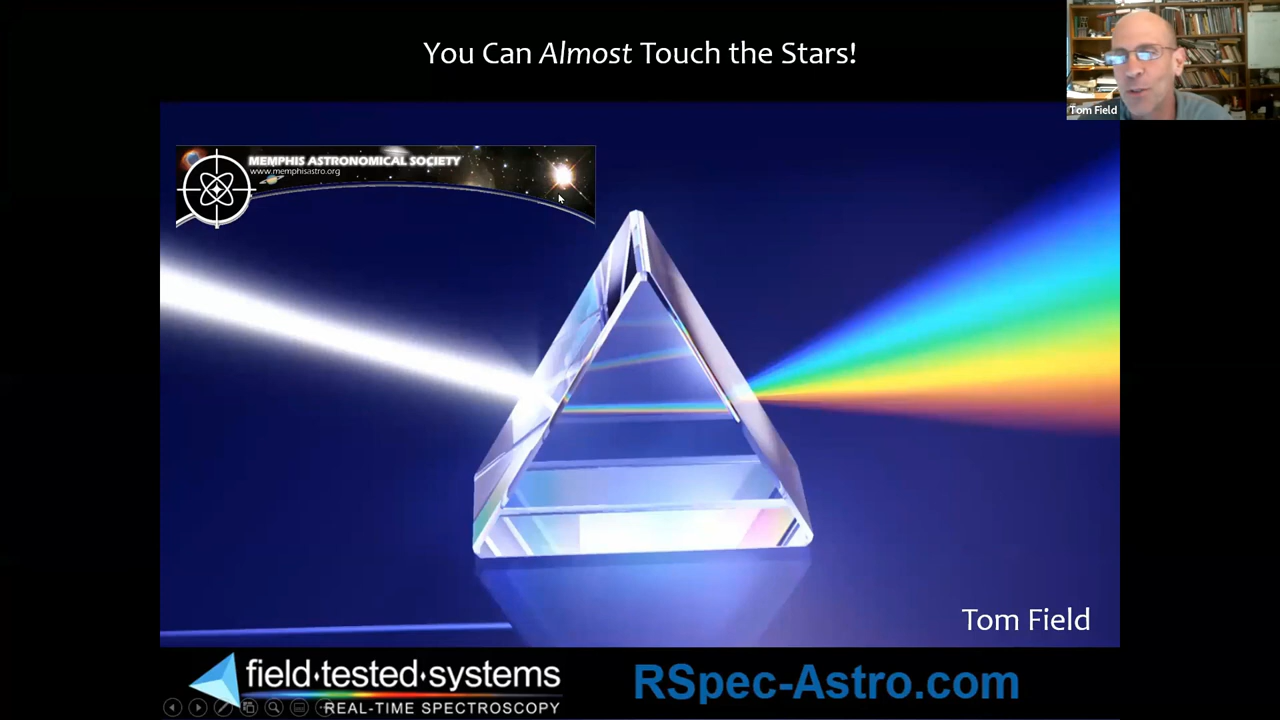 You Can Almost Touch the Stars!
Tom Field
MEMPHIS ASTRONOMICAL SOCIETY
www.memphisastro.org
Tom Field
field·tested·systems
REAL-TIME SPECTROSCOPY
RSpec-Astro.com